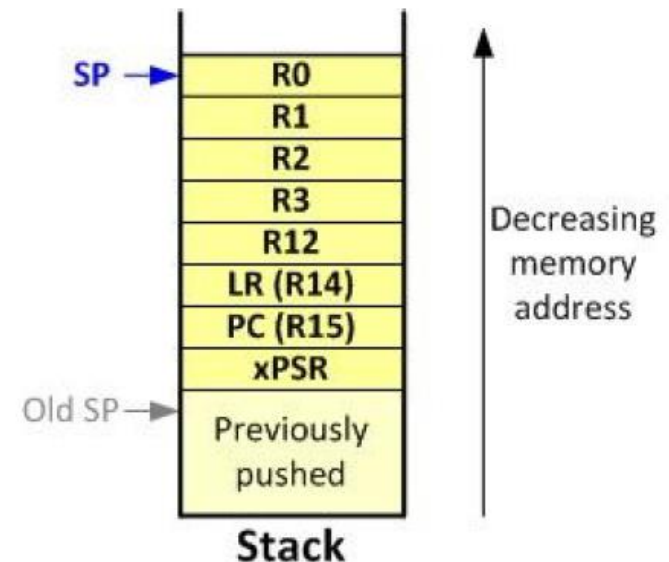 SP
R0
R1
R2
R3
R12
LR (R14)
PC (R15)
xPSR
Old SP
Previously
pushed
Stack
Decreasing
memory
address